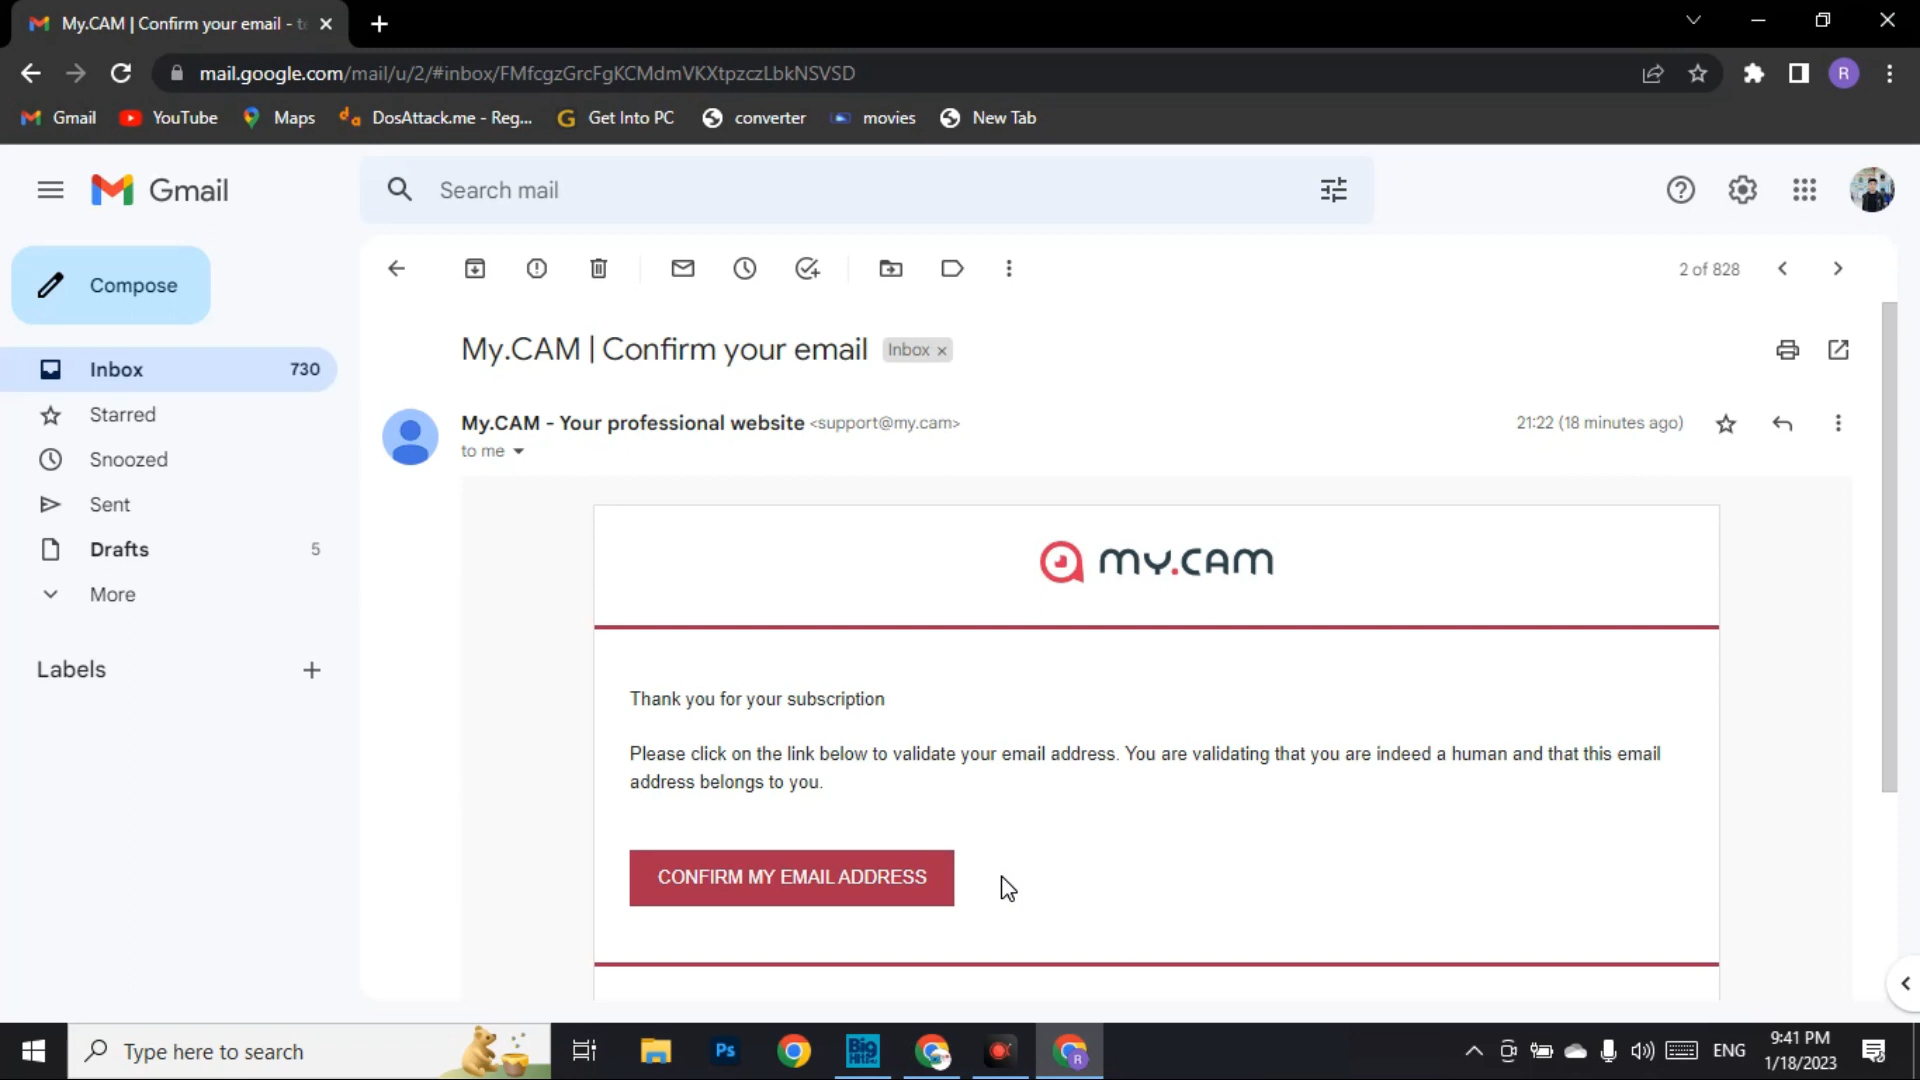 My.CAM | Confirm your email - t
mail.google.com/mail/u/2/#inbox/FMfcgzGrcFgKCMdmVKXtpzczLbkNSVSD
R
Gmail
YouTube
Maps
DosAttack.me - Reg...
Get Into PC
converter
movies
New Tab
Gmail
Search mail
Compose
2 of 828
Inbox 730
Starred
Snoozed
Sent
Drafts 5
More
Labels
My.CAM | Confirm your email
Inbox x
My.CAM - Your professional website <support@my.cam>
21:22 (18 minutes ago)
to me
my.cam
Thank you for your subscription
Please click on the link below to validate your email address. You are validating that you are indeed a human and that this email
address belongs to you.
CONFIRM MY EMAIL ADDRESS
Type here to search
Ps
Big
R
ENG
9:41 PM
1/18/2023